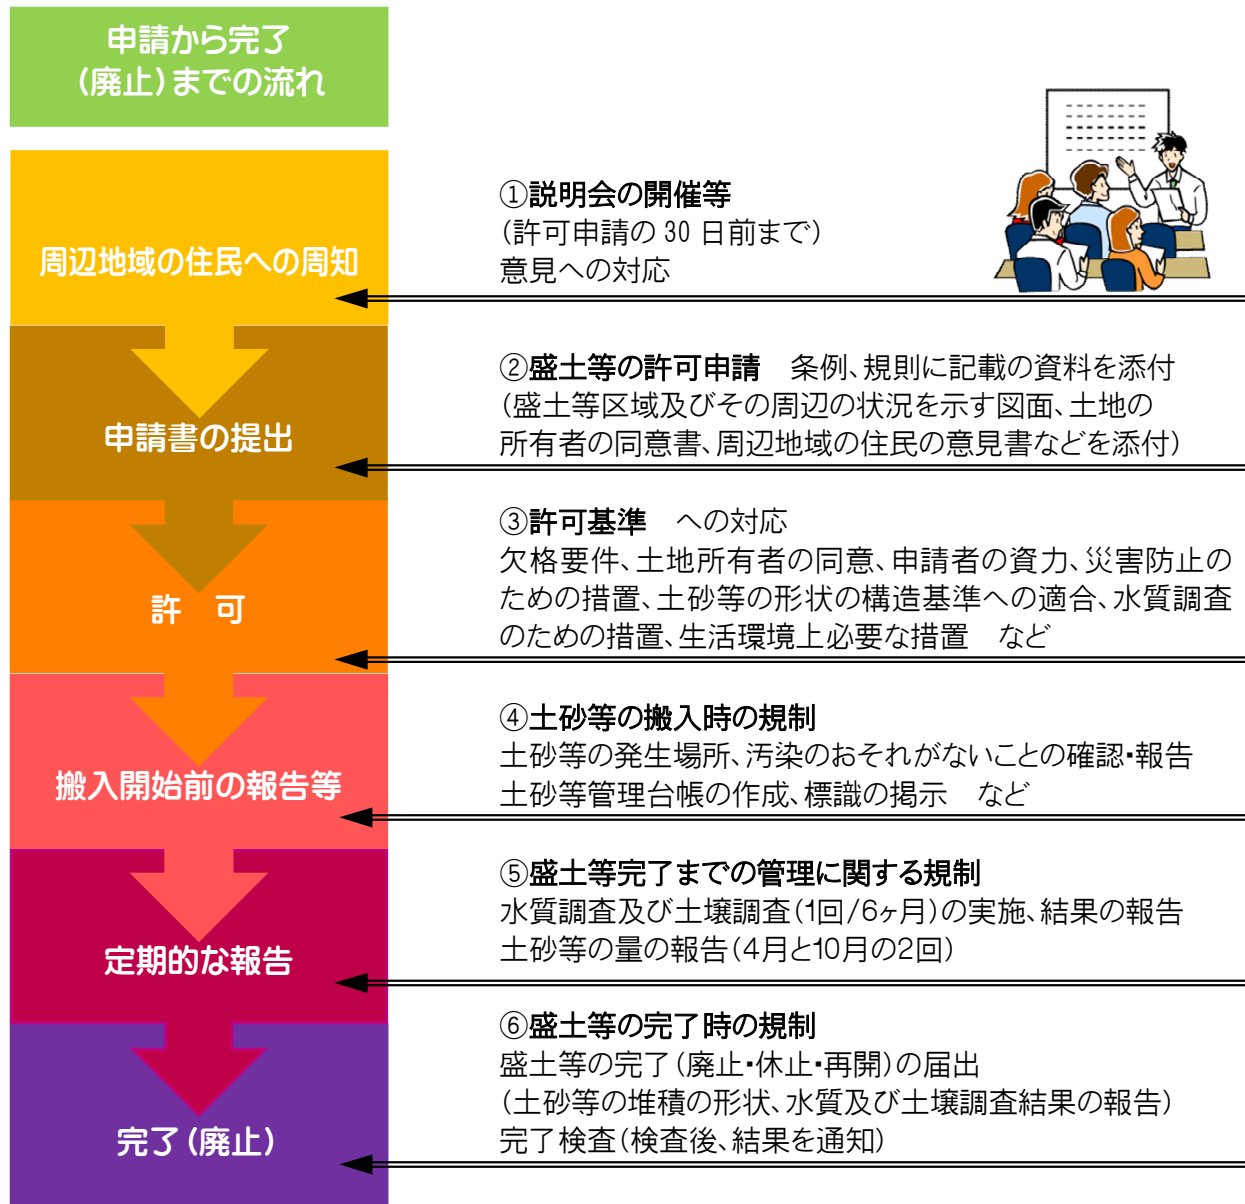 申請から完了
(廃止)までの流れ
周辺地域の住民への周知
①説明会の開催等
(許可申請の30日前まで)
意見への対応
申請書の提出
②盛土等の許可申請　条例、規則に記載の資料を添付
(盛土等区域及びその周辺の状況を示す図面、土地の
所有者の同意書、周辺地域の住民の意見書などを添付)
許　可
③許可基準　への対応
欠格要件、土地所有者の同意、申請者の資力、災害防止の
ための措置、土砂等の形状の構造基準への適合、水質調査
のための措置、生活環境上必要な措置　など
搬入開始前の報告等
④土砂等の搬入時の規制
土砂等の発生場所、汚染のおそれがないことの確認・報告
土砂等管理台帳の作成、標識の掲示　など
定期的な報告
⑤盛土等完了までの管理に関する規制
水質調査及び土壌調査(1回/6ヶ月)の実施、結果の報告
土砂等の量の報告(4月と10月の2回)
完了(廃止)
⑥盛土等の完了時の規制
盛土等の完了(廃止・休止・再開)の届出
(土砂等の堆積の形状、水質及び土壌調査結果の報告)
完了検査(検査後、結果を通知)